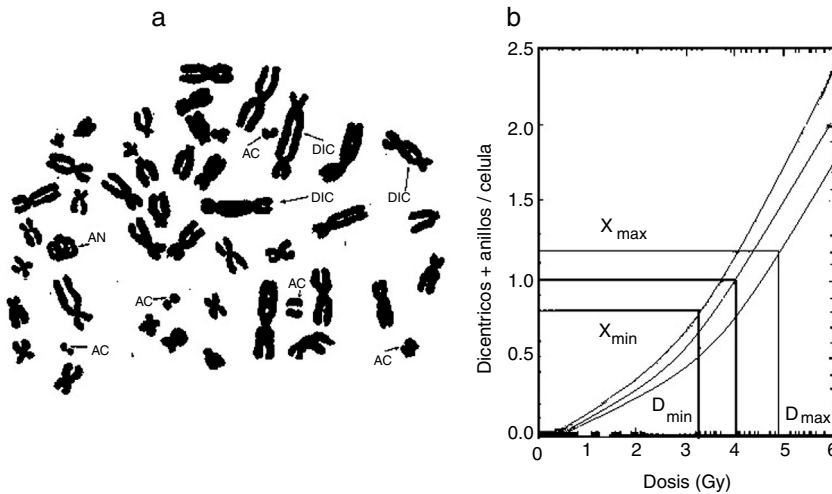 a
AC
DIC
DIC
DIC
AN
AC
AC
AC
AC
b
Dicentricos + anillos / celula
2.5
2.0
1.5
1.0
0.5
0.0
X max
X min
D min
D max
0 1 2 3 4 5 6
Dosis (Gy)